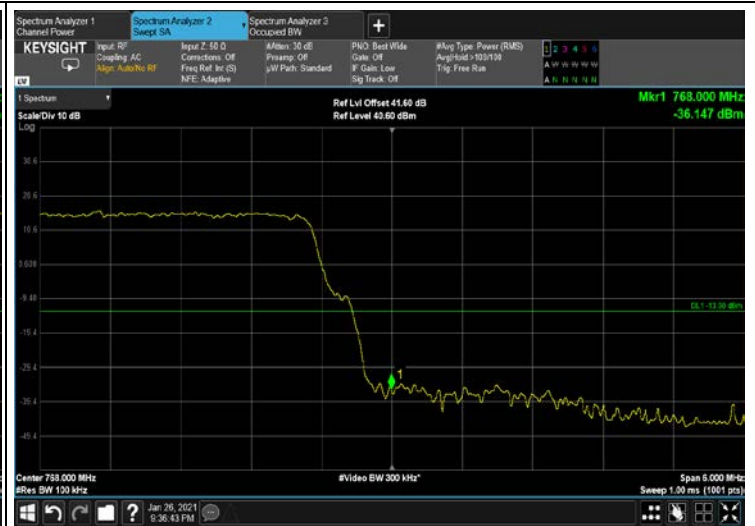 Spectrum Analyzer 1
Channel Power
Spectrum Analyzer 2
Swept SA
Spectrum Analyzer 3
Occupied BW
+
KEYSIGHT
Input: RF
Coupling: AC
Align: Auto/No RF
Input Z: 50 Ω
Corrections: Off
Freq Ref: Int (S)
NFE: Adaptive
#Atten: 30 dB
Preamp: Off
µW Path: Standard
PNO: Best Wide
Gate: Off
IF Gain: Low
Sig Track: Off
#Avg Type: Power (RMS)
Avg|Hold >100/100
Trig: Free Run
1 2 3 4 5 6
A W W W W W
A N N N N N
1 Spectrum
Scale/Div 10 dB
Log
Ref Lvl Offset 41.60 dB
Ref Level 40.60 dBm
Mkr1 768.000 MHz
-36.147 dBm
30.6
20.6
10.6
0.600
-9.40
DL1 -13.00 dBm
-19.4
-29.4
1
-39.4
-49.4
Center 768.000 MHz
#Res BW 100 kHz
#Video BW 300 kHz*
Span 6.000 MHz
Sweep 1.00 ms (1001 pts)
?
Jan 26, 2021
9:36:43 PM